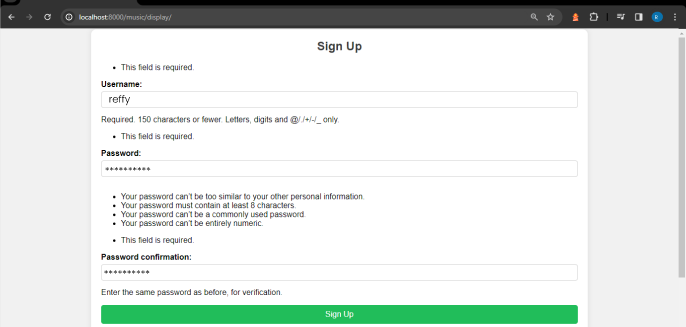 localhost:8000/music/display/
Sign Up
• This field is required.
Username:
reffy
Required. 150 characters or fewer. Letters, digits and @/./+/-/_ only.
• This field is required.
Password:
**********
• Your password can't be too similar to your other personal information.
• Your password must contain at least 8 characters.
• Your password can't be a commonly used password.
• Your password can't be entirely numeric.
• This field is required.
Password confirmation:
**********
Enter the same password as before, for verification.
Sign Up